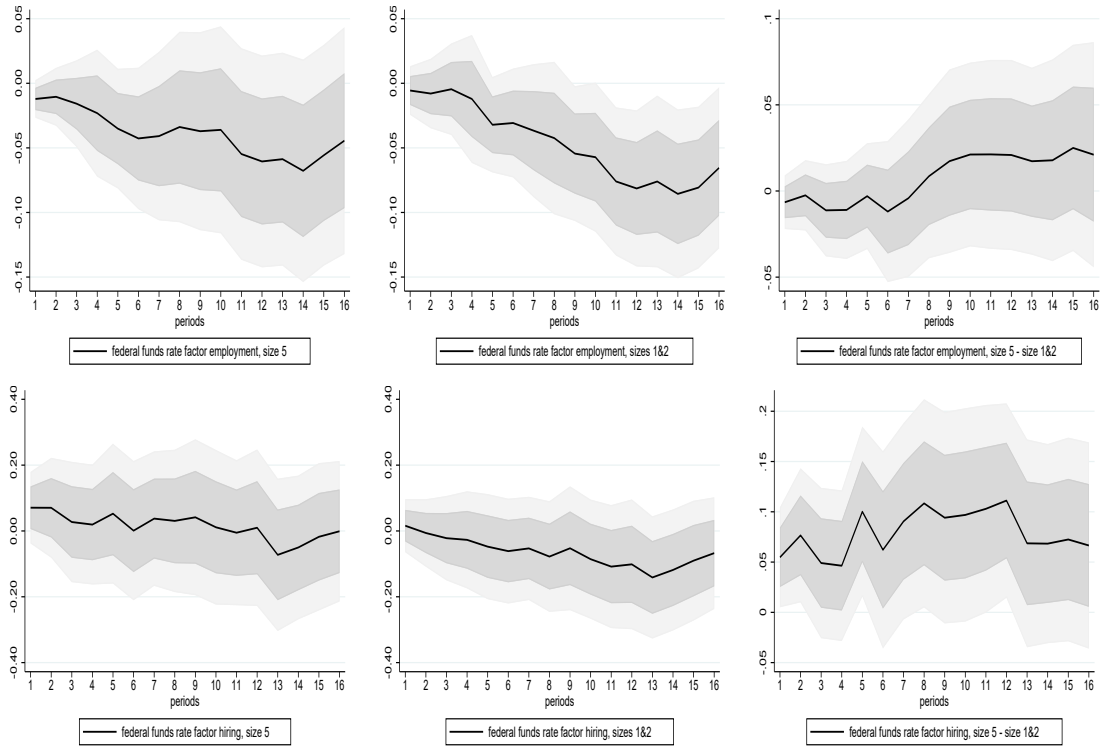 0.05
0.00
-0.05
-0.10
-0.15
1 2 3 4 5 6 7 8 9 10 11 12 13 14 15 16
periods
federal funds rate factor employment, size 5
0.05
0.00
-0.05
-0.10
-0.15
1 2 3 4 5 6 7 8 9 10 11 12 13 14 15 16
periods
federal funds rate factor employment, sizes 1&2
.1
.05
0
-.05
1 2 3 4 5 6 7 8 9 10 11 12 13 14 15 16
periods
federal funds rate factor employment, size 5 - size 1&2
0.40
0.20
0.00
-0.20
-0.40
1 2 3 4 5 6 7 8 9 10 11 12 13 14 15 16
periods
federal funds rate factor hiring, size 5
0.40
0.20
0.00
-0.20
-0.40
1 2 3 4 5 6 7 8 9 10 11 12 13 14 15 16
periods
federal funds rate factor hiring, sizes 1&2
.2
.15
.1
.05
0
-.05
1 2 3 4 5 6 7 8 9 10 11 12 13 14 15 16
periods
federal funds rate factor hiring, size 5 - size 1&2